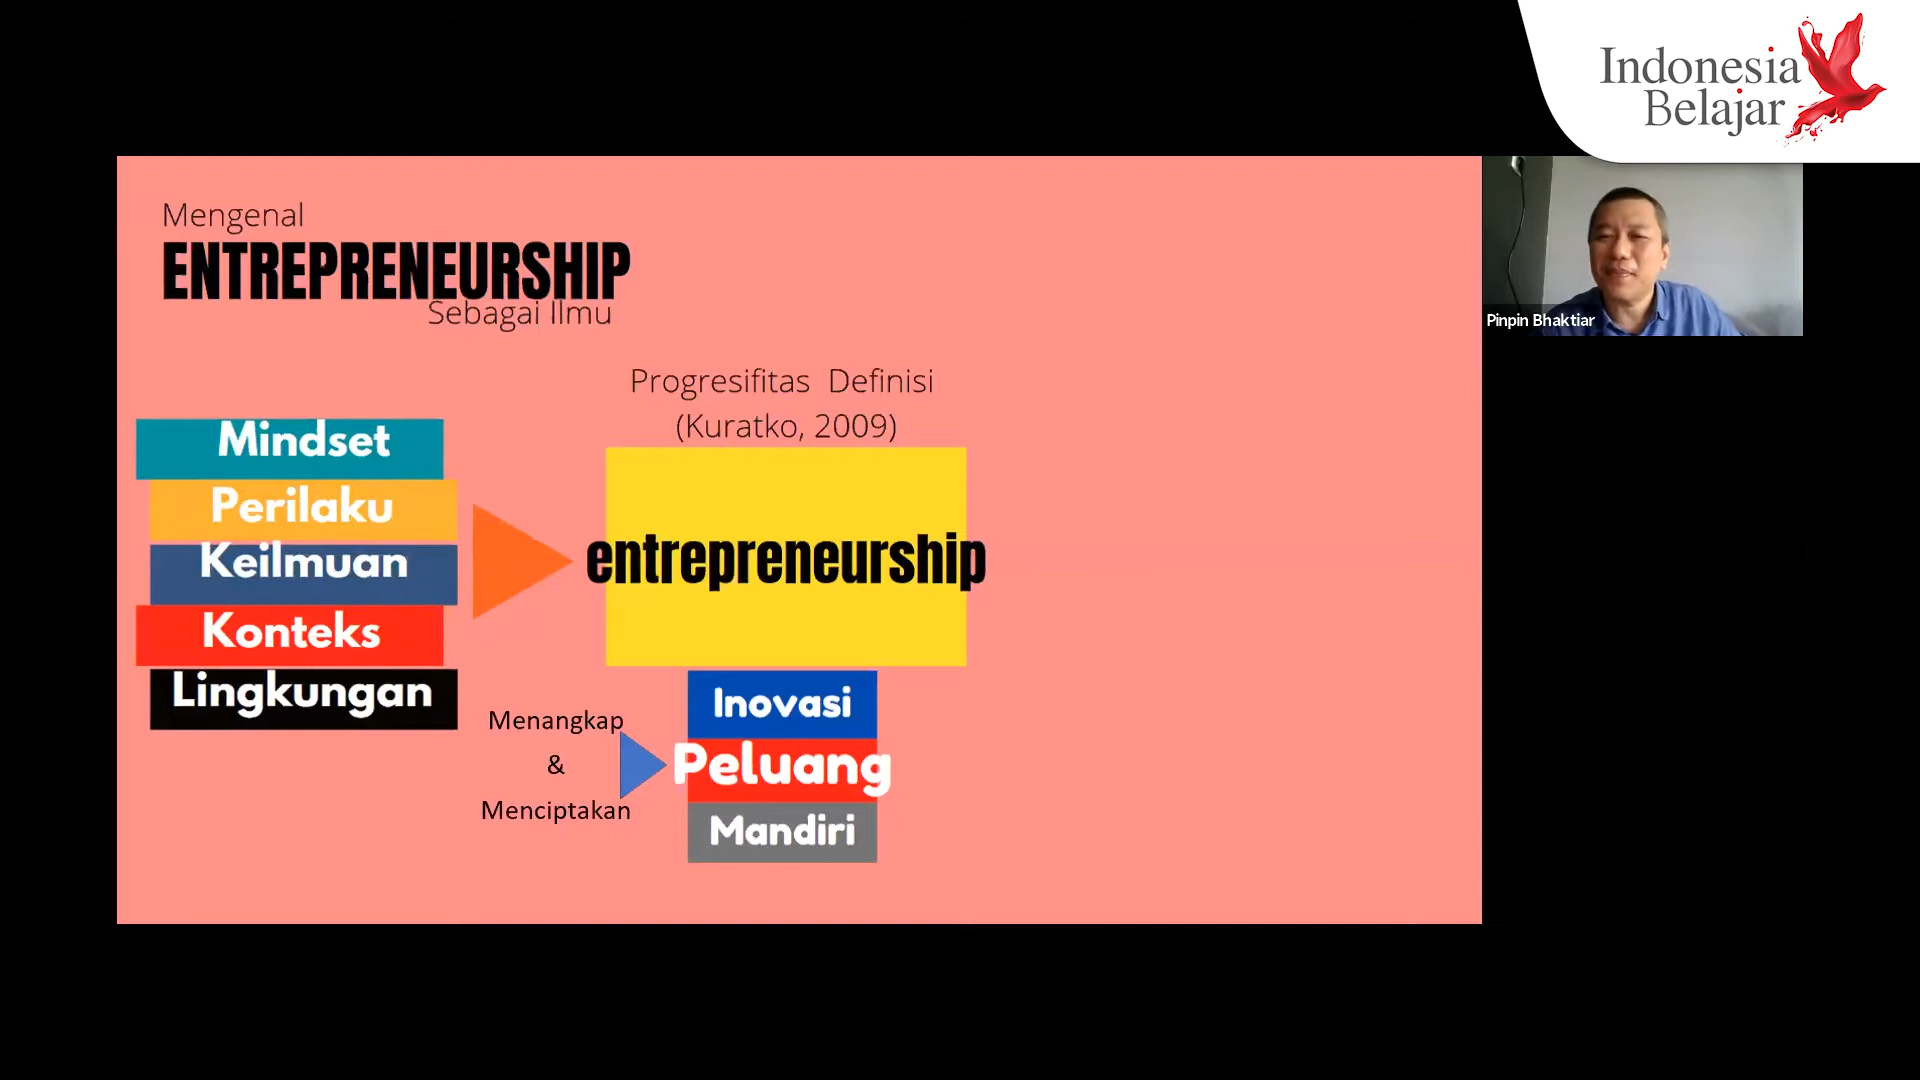 Indonesia
Belajar
Mengenal
ENTREPRENEURSHIP
Sebagai Ilmu
Pinpin Bhaktiar
Progresifitas Definisi
(Kuratko, 2009)
Mindset
Perilaku
Keilmuan
Konteks
Lingkungan
entrepreneurship
Menangkap
&
Menciptakan
Inovasi
Peluang
Mandiri